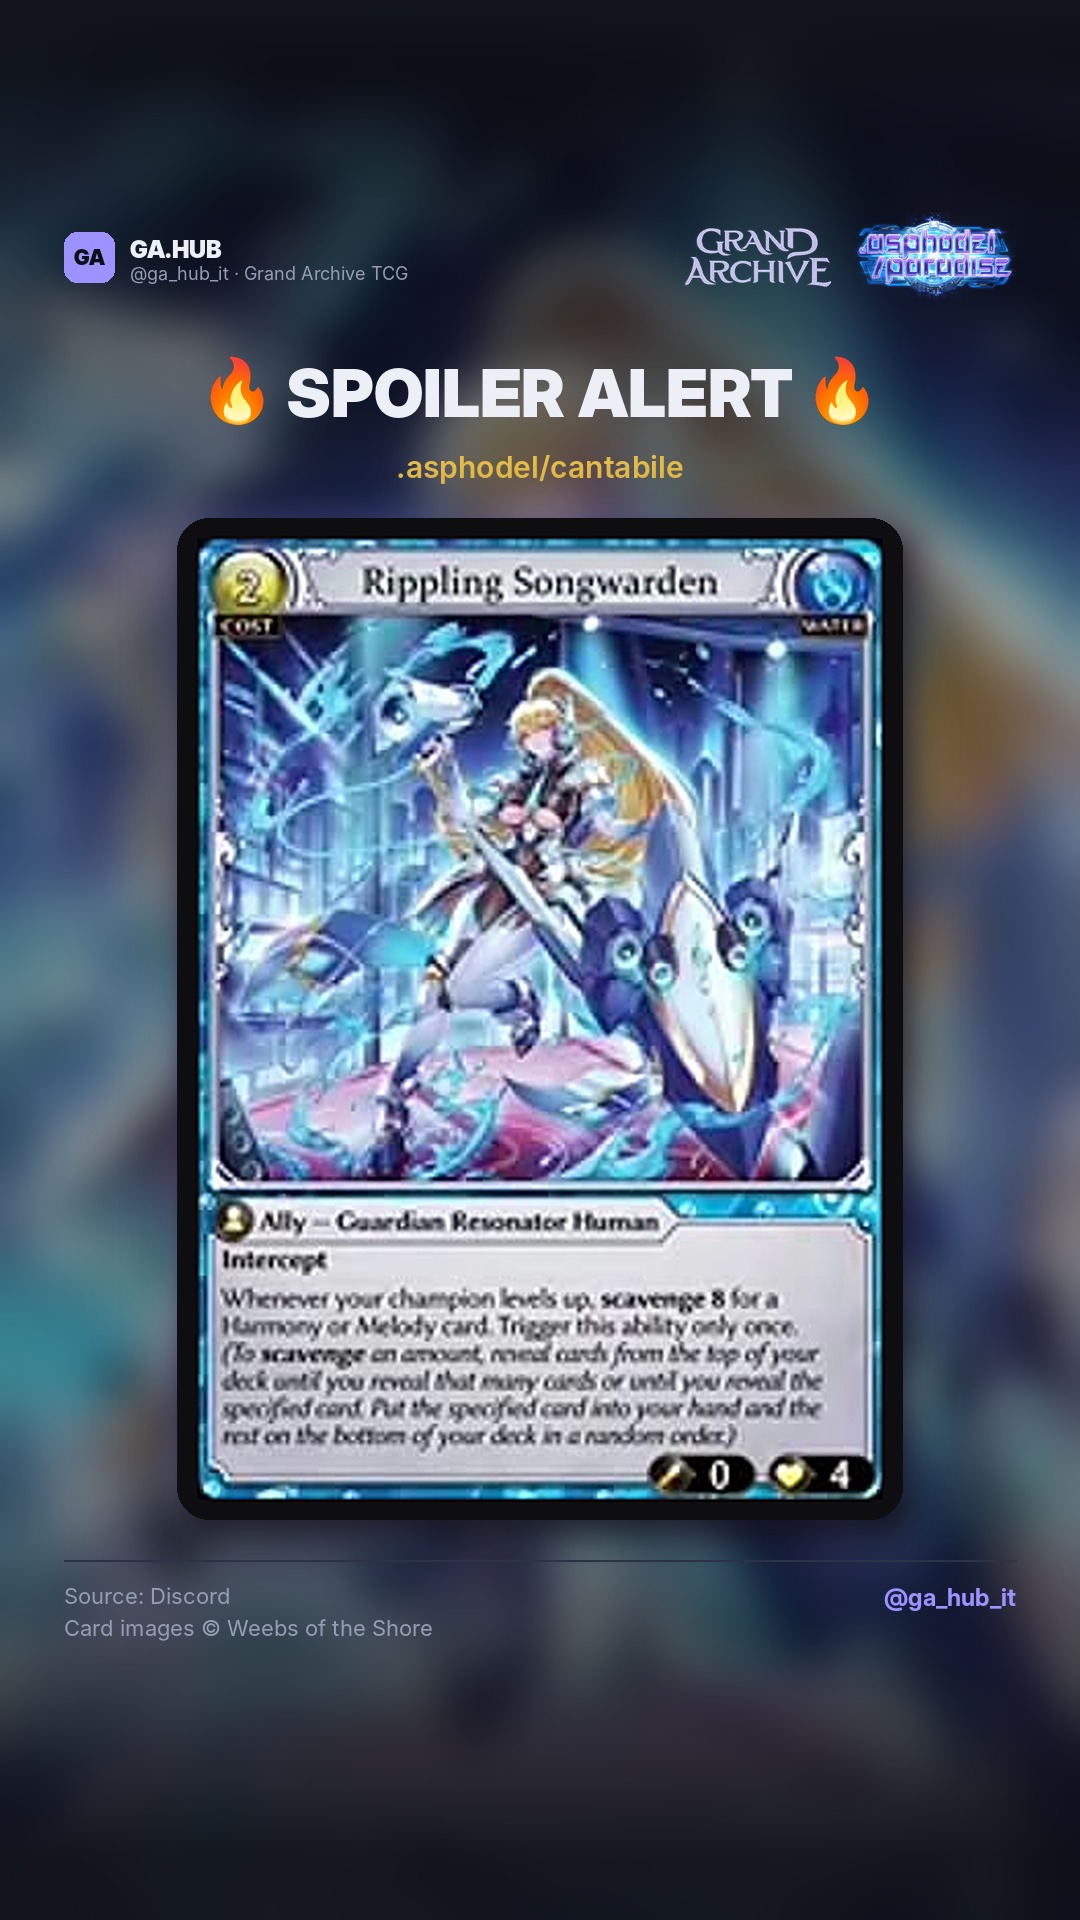 GA
GA.HUB
@ga_hub_it · Grand Archive TCG
GRAND
ARCHIVE
.asphodel
/paradise
🔥 SPOILER ALERT 🔥
.asphodel/cantabile
2
Rippling Songwarden
COST
WATER
Ally — Guardian Resonator Human
Intercept
Whenever your champion levels up, scavenge 8 for a
Harmony or Melody card. Trigger this ability only once.
(To scavenge an amount, reveal cards from the top of your
deck until you reveal that many cards or until you reveal the
specified card. Put the specified card into your hand and the
rest on the bottom of your deck in a random order.)
0
4
Source: Discord
@ga_hub_it
Card images © Weebs of the Shore